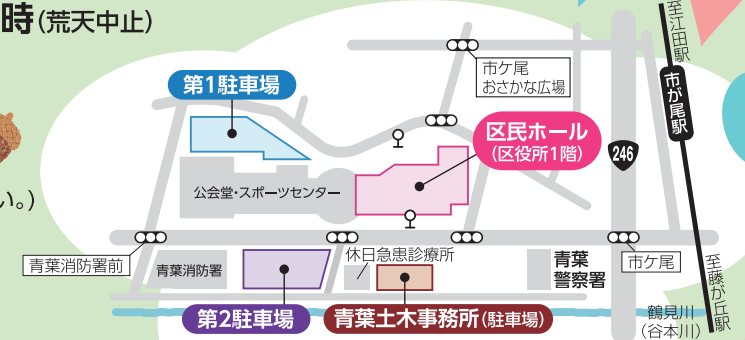 時(荒天中止)
至江田駅
市ケ尾
おさかな広場
市が尾駅
第1駐車場
区民ホール
(区役所1階)
246
い。)
公会堂・スポーツセンター
青葉消防署前
青葉消防署
休日急患診療所
青葉
警察署
市ケ尾
至藤が丘駅
第2駐車場
青葉土木事務所(駐車場)
鶴見川
(谷本川)